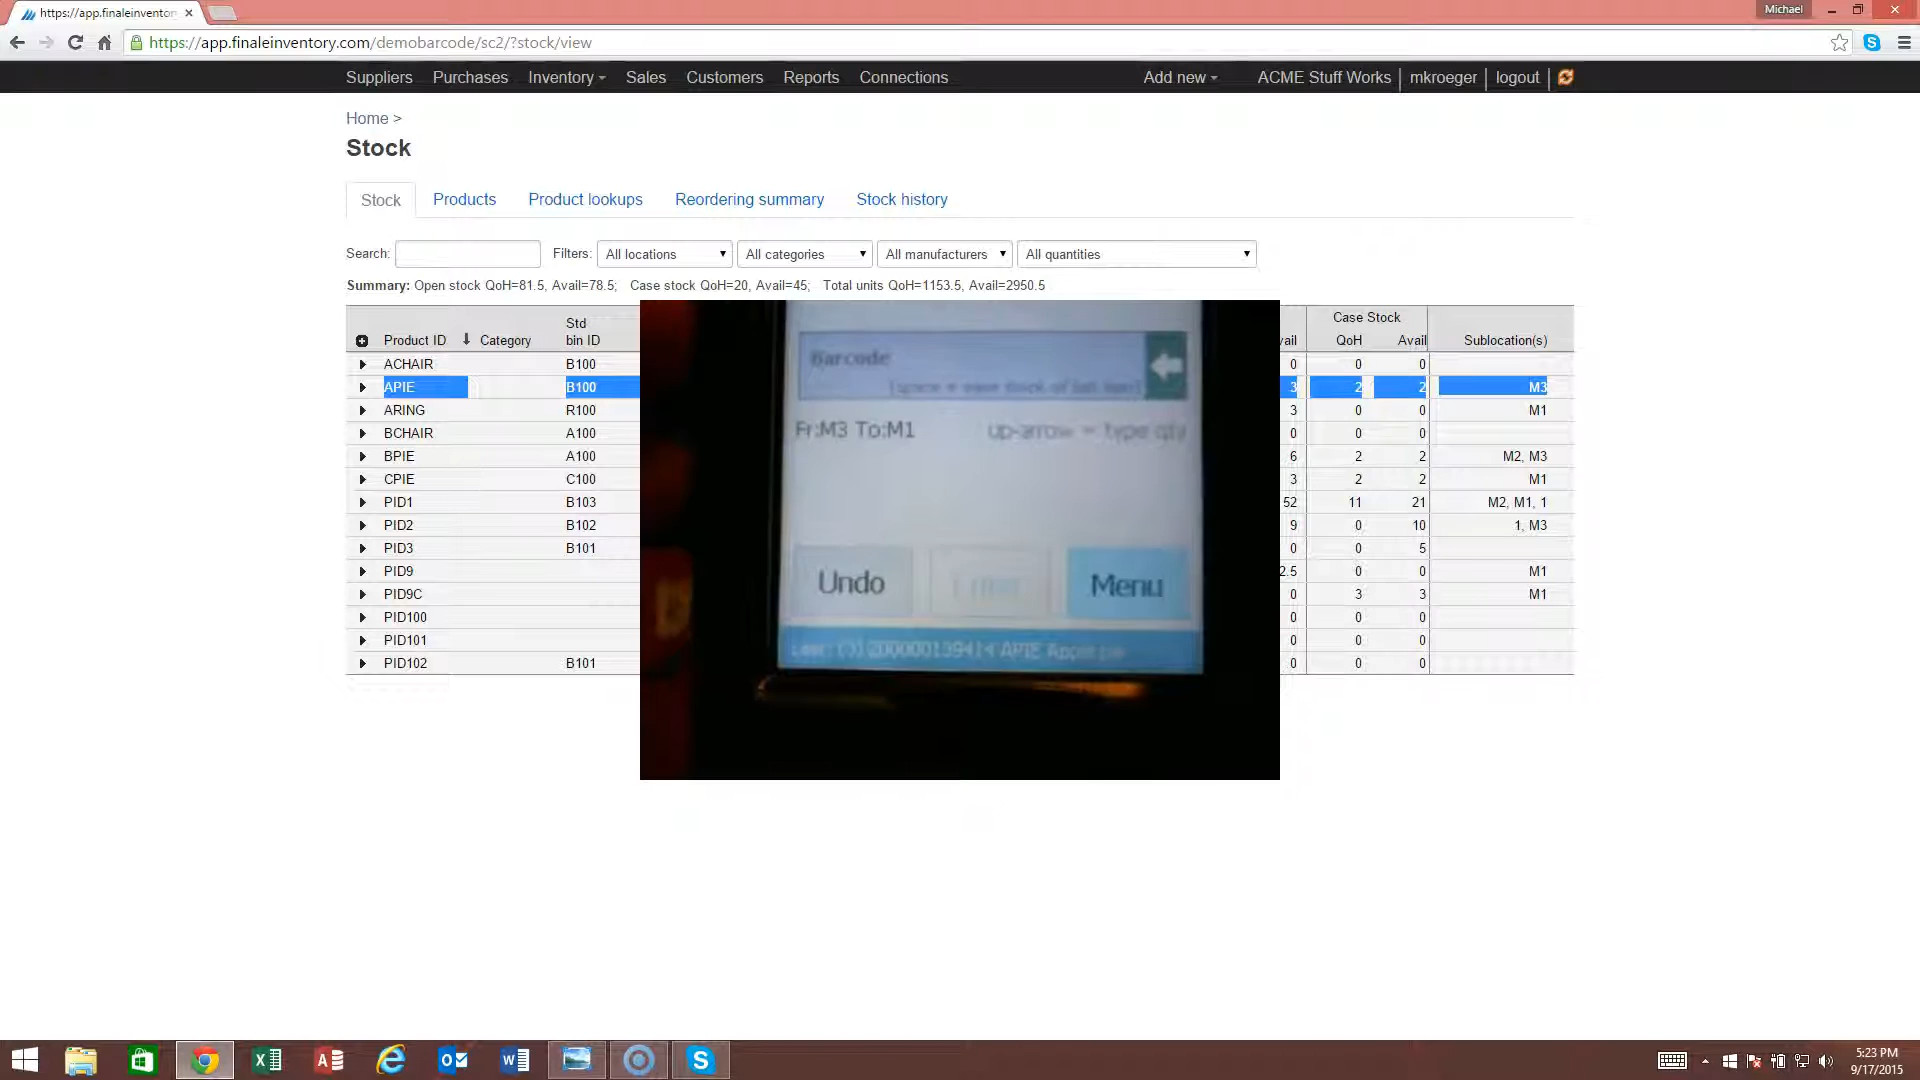 https://app.finaleinventor
Michael
https://app.finaleinventory.com/demobarcode/sc2/?stock/view
Suppliers Purchases Inventory Sales Customers Reports Connections Add new ACME Stuff Works mkroeger logout
Home >
Stock
Stock Products Product lookups Reordering summary Stock history
Search: Filters: All locations All categories All manufacturers All quantities
Summary: Open stock QoH=81.5, Avail=78.5; Case stock QoH=20, Avail=45; Total units QoH=1153.5, Avail=2950.5
Std Case Stock
Product ID Category bin ID vail QoH Avail Sublocation(s)
ACHAIR B100 0 0 0
APIE B100 3 2 2 M3
ARING R100 3 0 0 M1
BCHAIR A100 0 0 0
BPIE A100 6 2 2 M2, M3
CPIE C100 3 2 2 M1
PID1 B103 52 11 21 M2, M1, 1
PID2 B102 9 0 10 1, M3
PID3 B101 0 0 5
PID9 2.5 0 0 M1
PID9C 0 3 3 M1
PID100 0 0 0
PID101 0 0 0
PID102 B101 0 0 0
Barcode
Fr:M3 To:M1 up-arrow = type qty
Undo Menu
APIE
5:23 PM
9/17/2015